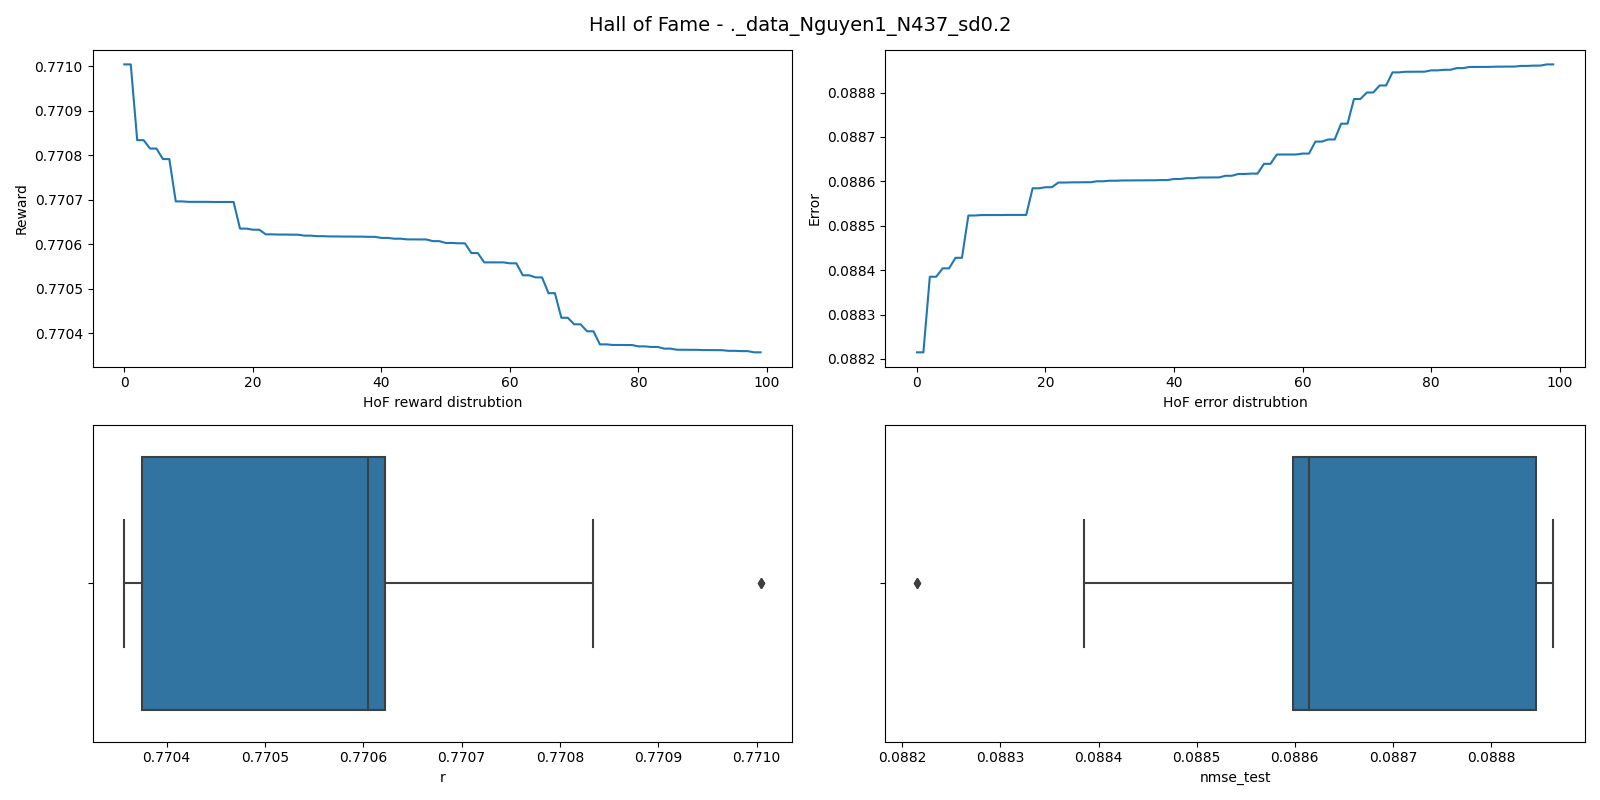 Hall of Fame - ._data_Nguyen1_N437_sd0.2
0.7710
0.7709
0.7708
0.7707
0.7706
0.7705
0.7704
Reward
0 20 40 60 80 100
HoF reward distrubtion
0.0888
0.0887
0.0886
0.0885
0.0884
0.0883
0.0882
Error
0 20 40 60 80 100
HoF error distrubtion
0.7704 0.7705 0.7706 0.7707 0.7708 0.7709 0.7710
r
0.0882 0.0883 0.0884 0.0885 0.0886 0.0887 0.0888
nmse_test